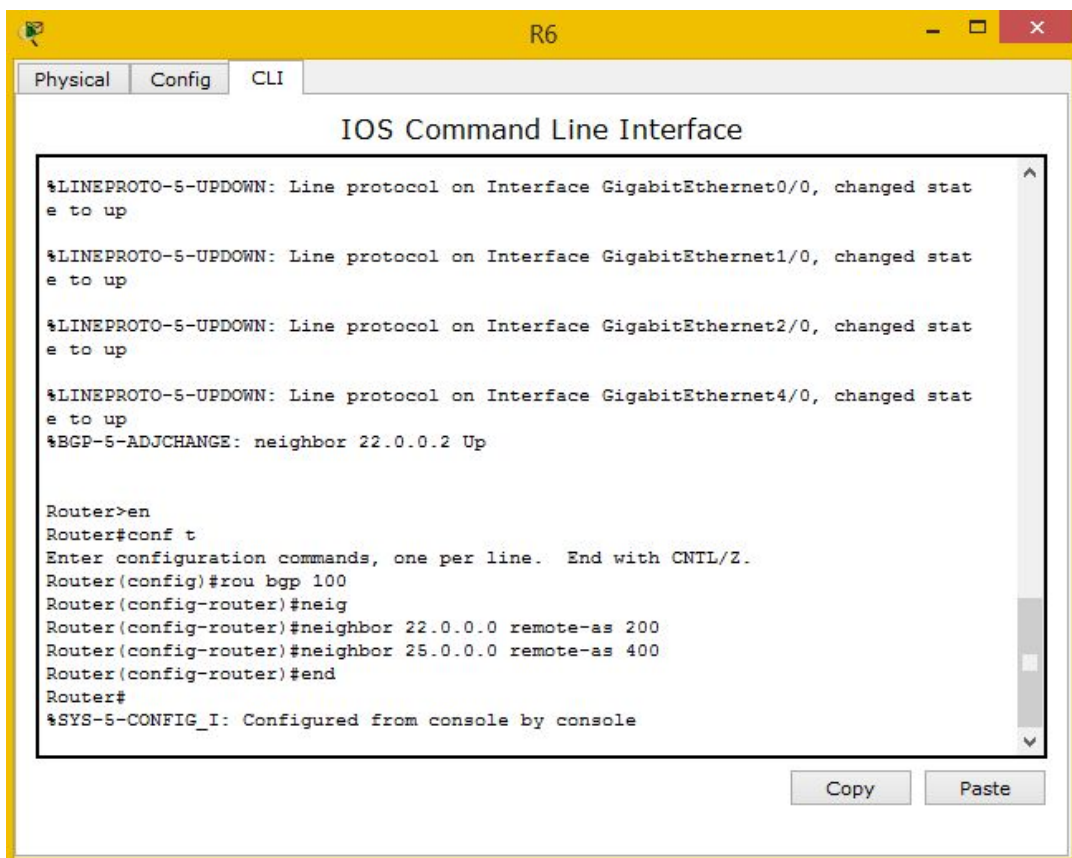 R6
Physical Config CLI
IOS Command Line Interface
%LINEPROTO-5-UPDOWN: Line protocol on Interface GigabitEthernet0/0, changed stat
e to up
%LINEPROTO-5-UPDOWN: Line protocol on Interface GigabitEthernet1/0, changed stat
e to up
%LINEPROTO-5-UPDOWN: Line protocol on Interface GigabitEthernet2/0, changed stat
e to up
%LINEPROTO-5-UPDOWN: Line protocol on Interface GigabitEthernet4/0, changed stat
e to up
%BGP-5-ADJCHANGE: neighbor 22.0.0.2 Up
Router>en
Router#conf t
Enter configuration commands, one per line.  End with CNTL/Z.
Router(config)#rou bgp 100
Router(config-router)#neig
Router(config-router)#neighbor 22.0.0.0 remote-as 200
Router(config-router)#neighbor 25.0.0.0 remote-as 400
Router(config-router)#end
Router#
%SYS-5-CONFIG_I: Configured from console by console
Copy Paste